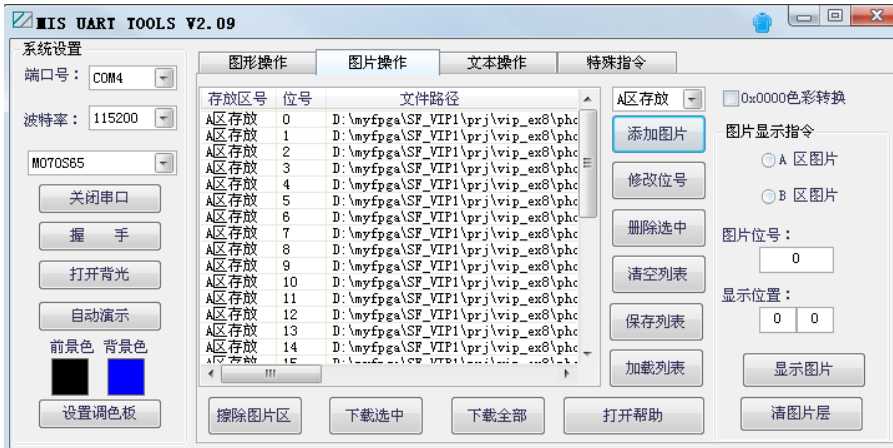 MIS UART TOOLS V2.09
系统设置
端口号： COM4
波特率： 115200
MO70S65
关闭串口
握 手
打开背光
自动演示
前景色 背景色
设置调色板
图形操作 图片操作 文本操作 特殊指令
存放区号 位号 文件路径
A区存放 0 D:\myfpga\SF_VIP1\prj\vip_ex8\pho
A区存放 1 D:\myfpga\SF_VIP1\prj\vip_ex8\pho
A区存放 2 D:\myfpga\SF_VIP1\prj\vip_ex8\pho
A区存放 3 D:\myfpga\SF_VIP1\prj\vip_ex8\pho
A区存放 4 D:\myfpga\SF_VIP1\prj\vip_ex8\pho
A区存放 5 D:\myfpga\SF_VIP1\prj\vip_ex8\pho
A区存放 6 D:\myfpga\SF_VIP1\prj\vip_ex8\pho
A区存放 7 D:\myfpga\SF_VIP1\prj\vip_ex8\pho
A区存放 8 D:\myfpga\SF_VIP1\prj\vip_ex8\pho
A区存放 9 D:\myfpga\SF_VIP1\prj\vip_ex8\pho
A区存放 10 D:\myfpga\SF_VIP1\prj\vip_ex8\pho
A区存放 11 D:\myfpga\SF_VIP1\prj\vip_ex8\pho
A区存放 12 D:\myfpga\SF_VIP1\prj\vip_ex8\pho
A区存放 13 D:\myfpga\SF_VIP1\prj\vip_ex8\pho
A区存放 14 D:\myfpga\SF_VIP1\prj\vip_ex8\pho
A区存放 15 D:\myfpga\SF_VIP1\prj\vip_ex8\pho
擦除图片区 下载选中 下载全部 打开帮助
A区存放
添加图片
修改位号
删除选中
清空列表
保存列表
加载列表
0x0000色彩转换
图片显示指令
A 区图片
B 区图片
图片位号：
0
显示位置：
0 0
显示图片
清图片层